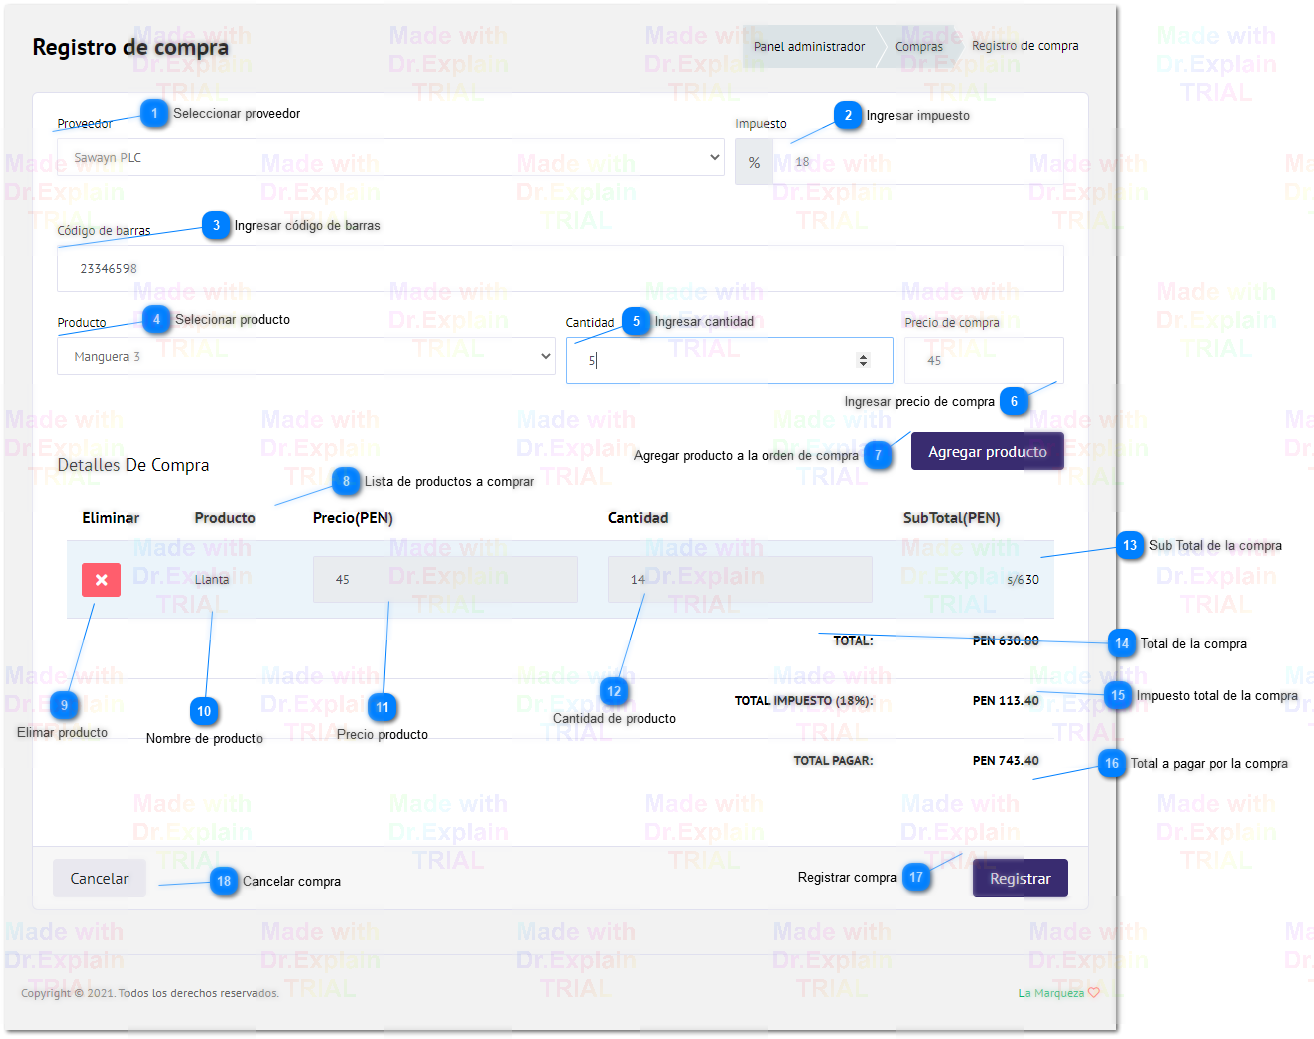 Registro de compra
Panel administrador
Compras
Registro de compra
1 Seleccionar proveedor
2 Ingresar impuesto
Proveedor
Impuesto
Sawayn PLC
% 18
3 Ingresar código de barras
Código de barras
23346598
4 Selecionar producto
5 Ingresar cantidad
Producto
Cantidad
Precio de compra
Manguera 3
5
45
Ingresar precio de compra 6
Agregar producto a la orden de compra 7
Agregar producto
Detalles De Compra
8 Lista de productos a comprar
Eliminar Producto Precio(PEN) Cantidad SubTotal(PEN)
13 Sub Total de la compra
Llanta 45 14 s/630
TOTAL: PEN 630.00
14 Total de la compra
TOTAL IMPUESTO (18%): PEN 113.40
15 Impuesto total de la compra
9
Elimar producto
10
Nombre de producto
11
Precio producto
12
Cantidad de producto
TOTAL PAGAR: PEN 743.40
16 Total a pagar por la compra
Cancelar
18 Cancelar compra
Registrar compra 17
Registrar
Copyright © 2021. Todos los derechos reservados.
La Marqueza
Made with
Dr.Explain
TRIAL